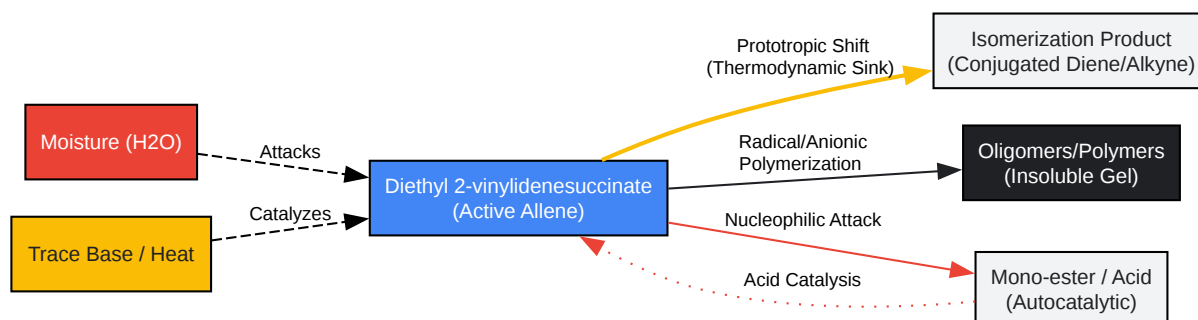 Moisture (H2O)
Attacks
Trace Base / Heat
Catalyzes
Diethyl 2-vinylidenesuccinate
(Active Allene)
Prototropic Shift
(Thermodynamic Sink)
Isomerization Product
(Conjugated Diene/Alkyne)
Radical/Anionic
Polymerization
Oligomers/Polymers
(Insoluble Gel)
Nucleophilic Attack
Acid Catalysis
Mono-ester / Acid
(Autocatalytic)